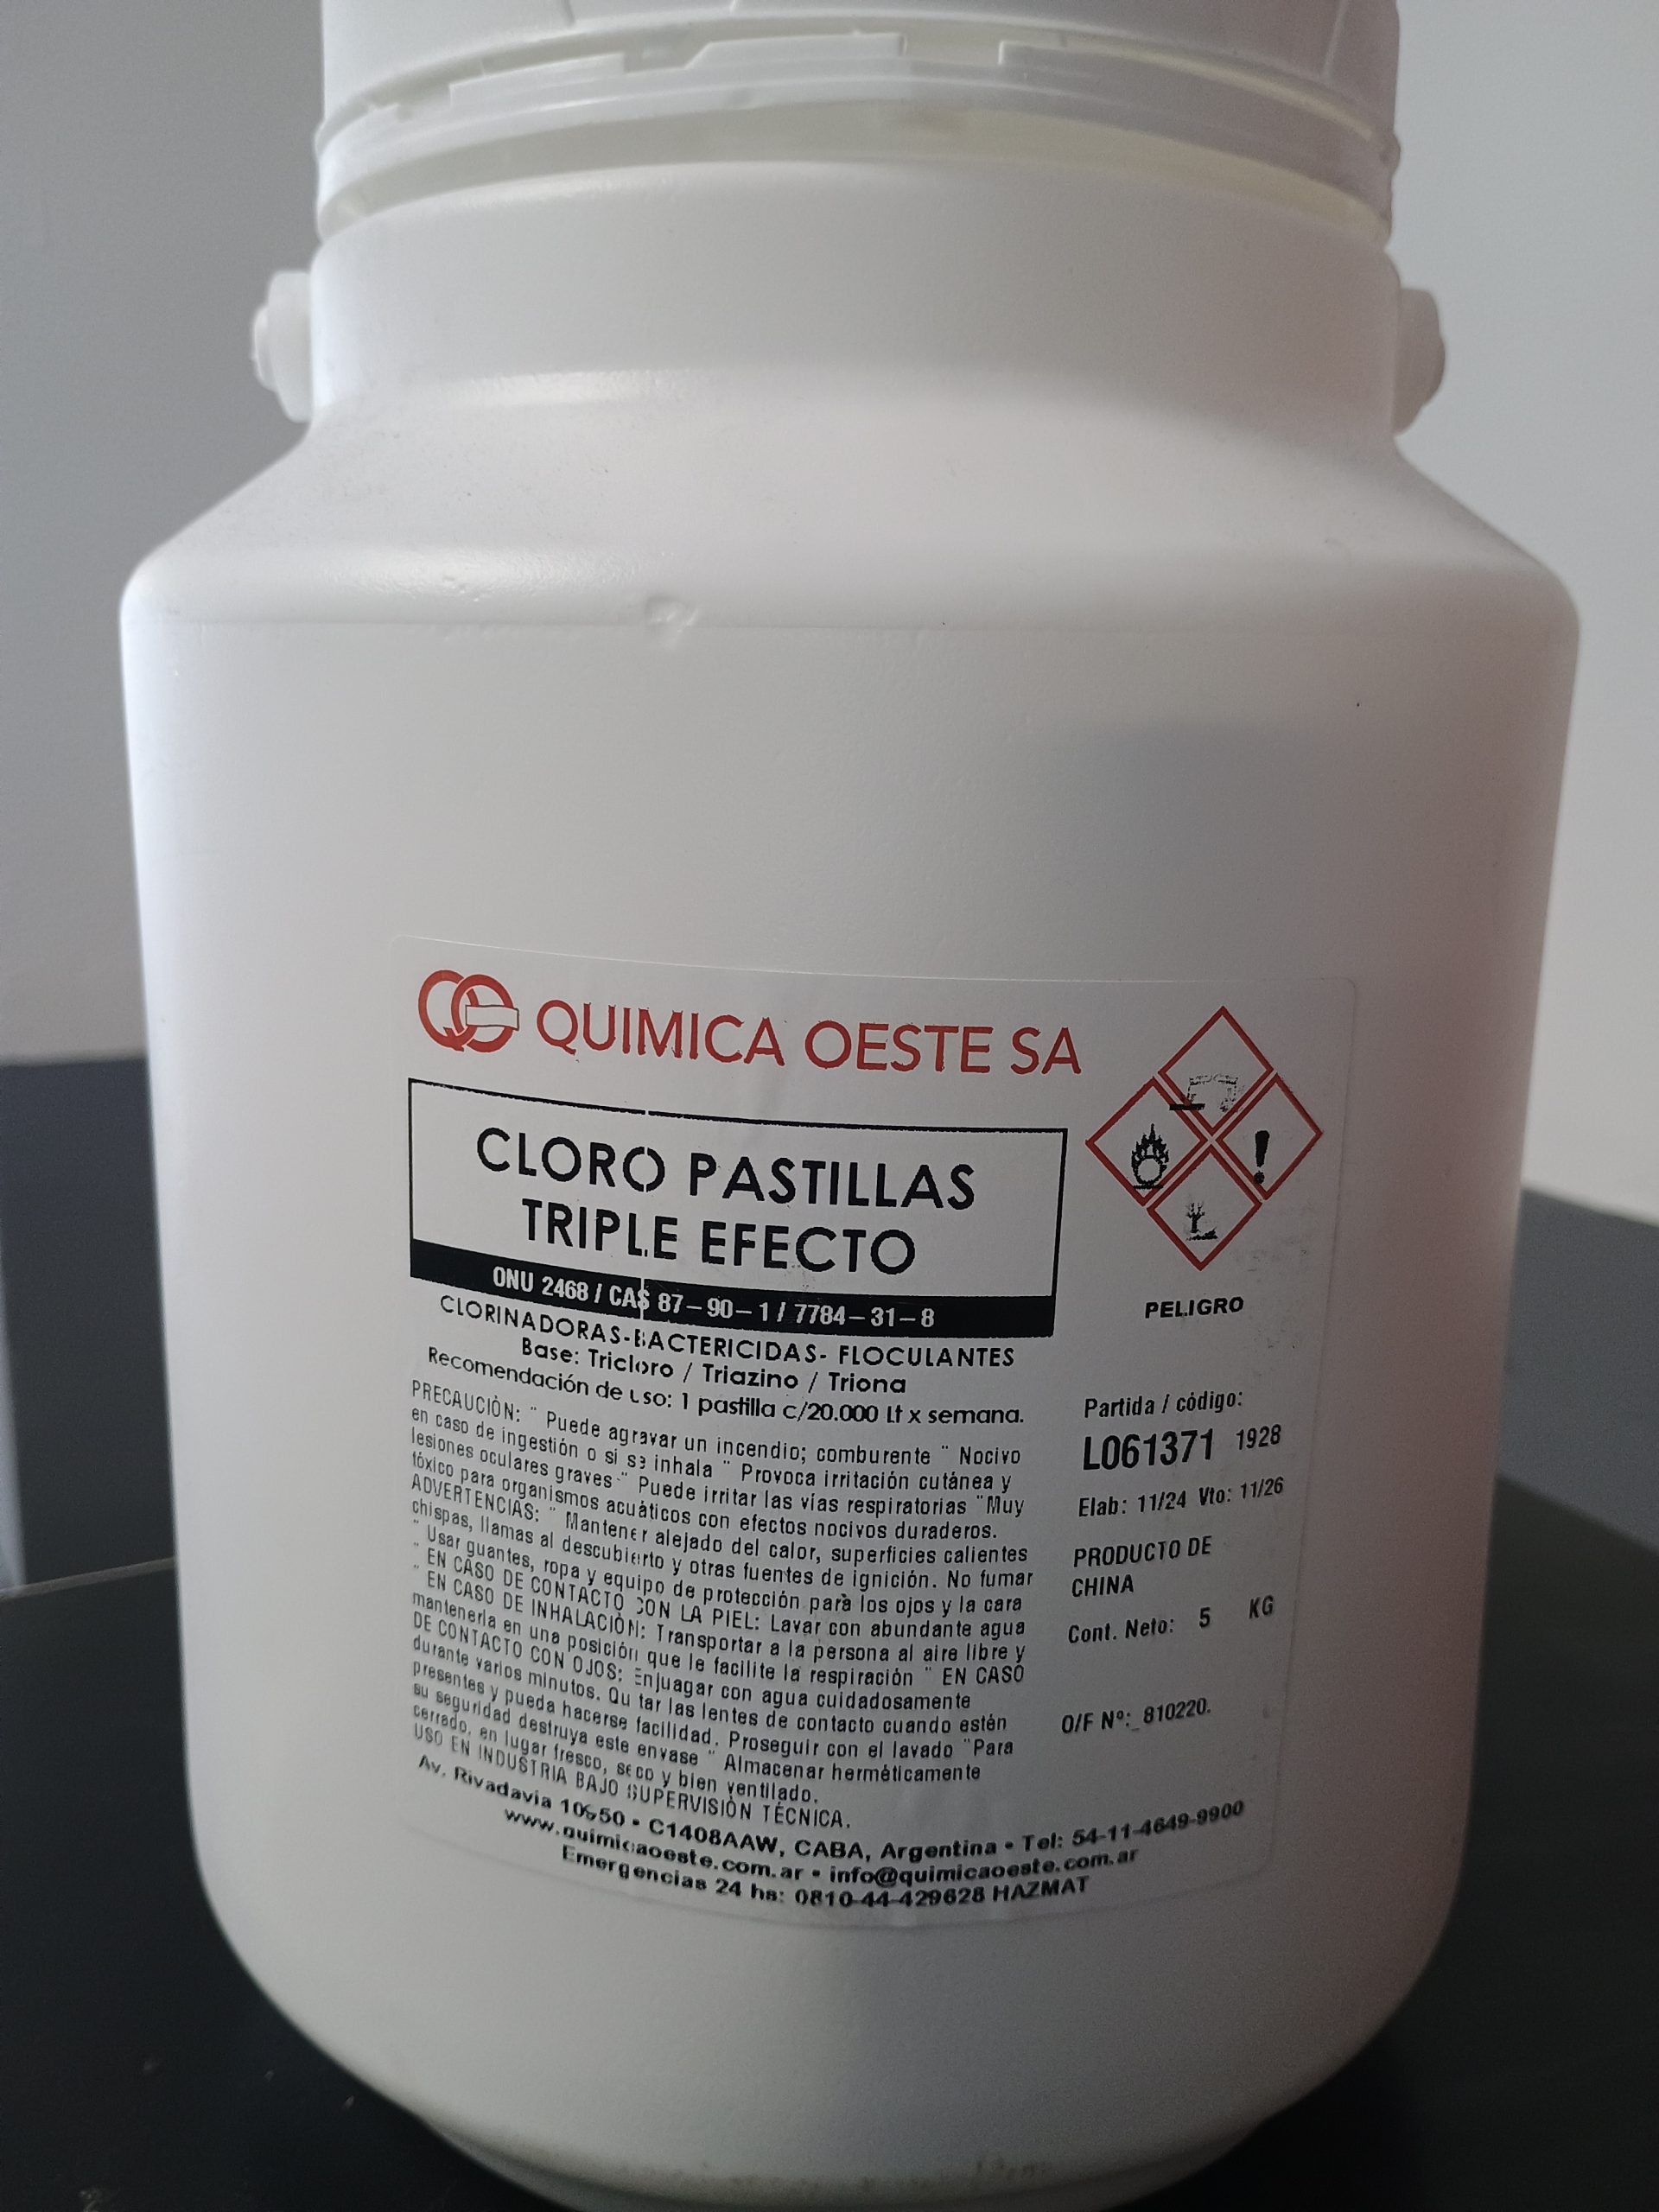 QUIMICA OESTE SA
CLORO PASTILLAS
TRIPLE EFECTO
ONU 2468 / CAS 87-90-1 / 7784-31-8
CLORINADORAS-BACTERICIDAS- FLOCULANTES
Base: Tricloro / Triazino / Triona
Recomendación de uso: 1 pastilla c/20.000 Lt x semana.
PRECAUCIÒN: " Puede agravar un incendio; comburente " Nocivo
en caso de ingestión o si se inhala " Provoca irritación cutánea y
lesiones oculares graves " Puede irritar las vías respiratorias "Muy
tóxico para organismos acuáticos con efectos nocivos duraderos.
ADVERTENCIAS: " Mantener alejado del calor, superficies calientes
chispas, llamas al descubierto y otras fuentes de ignición. No fumar
" Usar guantes, ropa y equipo de protección para los ojos y la cara
" EN CASO DE CONTACTO CON LA PIEL: Lavar con abundante agua
" EN CASO DE INHALACIÒN: Transportar a la persona al aire libre y
mantenerla en una posición que le facilite la respiración " EN CASO
DE CONTACTO CON OJOS: Enjuagar con agua cuidadosamente
durante varios minutos. Qu tar las lentes de contacto cuando estén
presentes y pueda hacerse facilidad. Proseguir con el lavado "Para
su seguridad destruya este envase " Almacenar herméticamente
cerrado, en lugar fresco, seco y bien ventilado.
USO EN INDUSTRIA BAJO SUPERVISIÒN TÉCNICA.
PELIGRO
Partida / código:
L061371 1928
Elab: 11/24 Vto: 11/26
PRODUCTO DE
CHINA
Cont. Neto: 5 KG
O/F Nº:_810220.
Av. Rivadavia 10950 • C1408AAW, CABA, Argentina • Tel: 54-11-4649-9900
www.quimicaoeste.com.ar • info@quimicaoeste.com.ar
Emergencias 24 hs: 0810-44-429628 HAZMAT